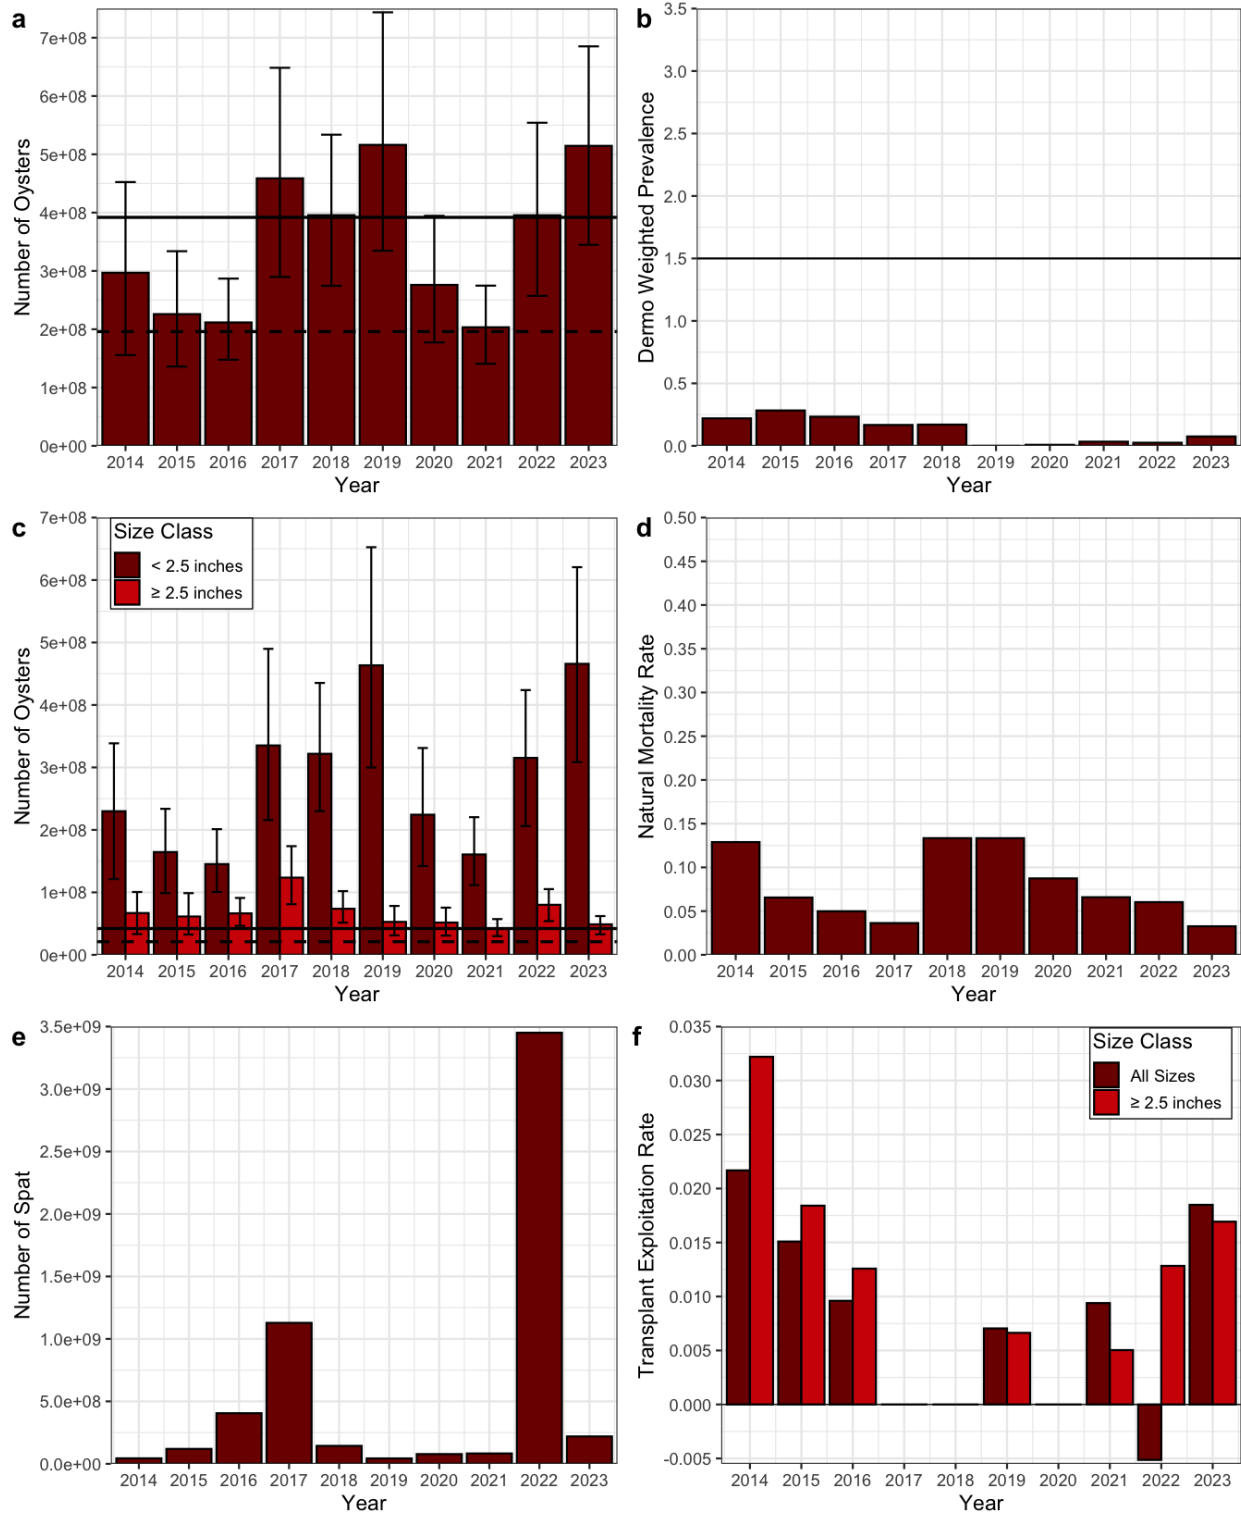 a
Number of Oysters
7e+08
6e+08
5e+08
4e+08
3e+08
2e+08
1e+08
0e+00
2014 2015 2016 2017 2018 2019 2020 2021 2022 2023
Year
b
Dermo Weighted Prevalence
3.5
3.0
2.5
2.0
1.5
1.0
0.5
0.0
2014 2015 2016 2017 2018 2019 2020 2021 2022 2023
Year
c
Size Class
< 2.5 inches
≥ 2.5 inches
Number of Oysters
7e+08
6e+08
5e+08
4e+08
3e+08
2e+08
1e+08
0e+00
2014 2015 2016 2017 2018 2019 2020 2021 2022 2023
Year
d
Natural Mortality Rate
0.50
0.45
0.40
0.35
0.30
0.25
0.20
0.15
0.10
0.05
0.00
2014 2015 2016 2017 2018 2019 2020 2021 2022 2023
Year
e
Number of Spat
3.5e+09
3.0e+09
2.5e+09
2.0e+09
1.5e+09
1.0e+09
5.0e+08
0.0e+00
2014 2015 2016 2017 2018 2019 2020 2021 2022 2023
Year
f
Size Class
All Sizes
≥ 2.5 inches
Transplant Exploitation Rate
0.035
0.030
0.025
0.020
0.015
0.010
0.005
0.000
-0.005
2014 2015 2016 2017 2018 2019 2020 2021 2022 2023
Year